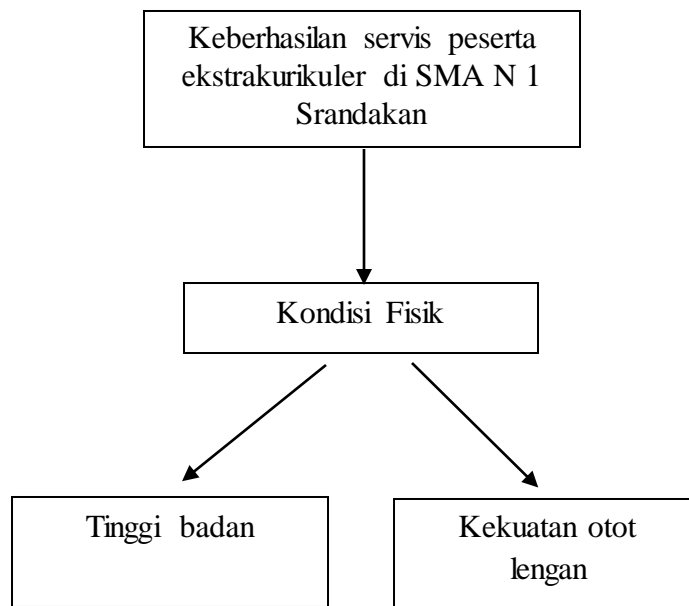 Keberhasilan servis peserta
ekstrakurikuler di SMA N 1
Srandakan
Kondisi Fisik
Tinggi badan
Kekuatan otot
lengan